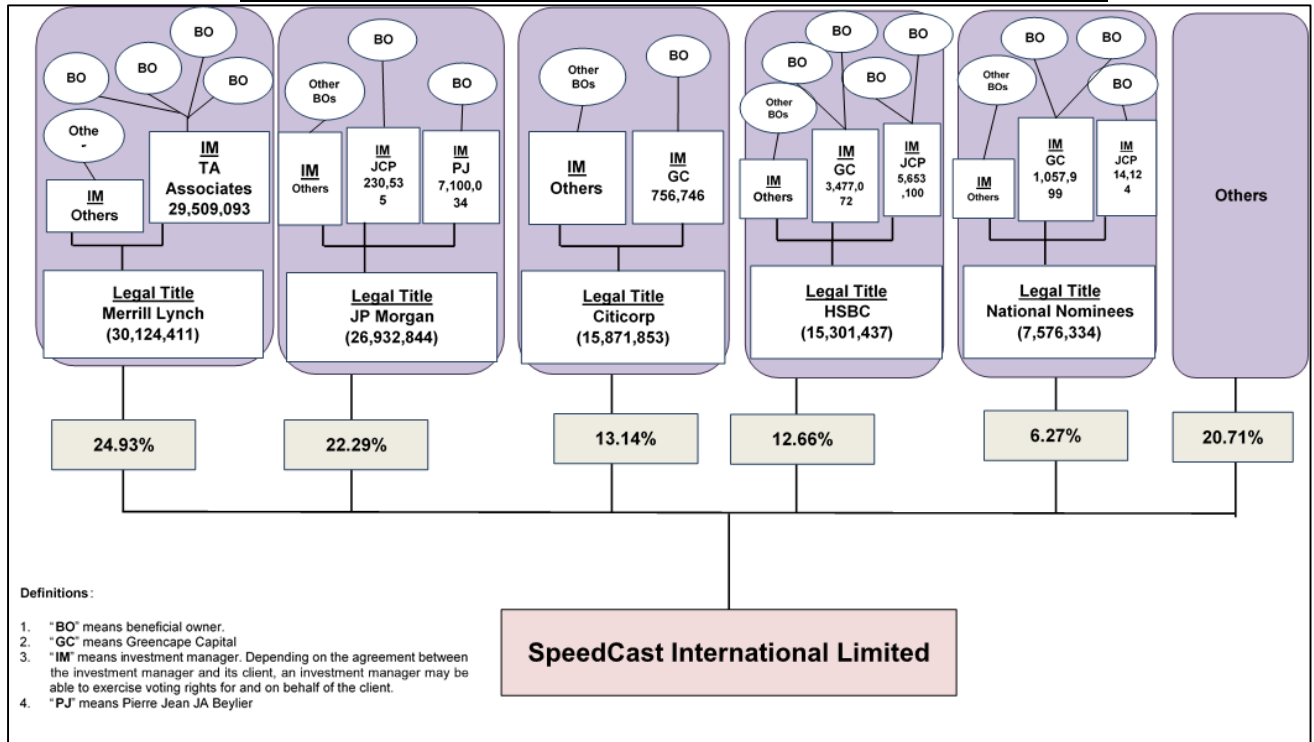 BO
BO
BO
BO
Othe
IM
TA
Associates
29,509,093
IM
Others
Legal Title
Merrill Lynch
(30,124,411)
24.93%
BO
Other
BOs
BO
IM
Others
IM
JCP
230,53
5
IM
PJ
7,100,0
34
Legal Title
JP Morgan
(26,932,844)
22.29%
Other
BOs
BO
IM
Others
IM
GC
756,746
Legal Title
Citicorp
(15,871,853)
13.14%
BO
BO
BO
BO
Other
BOs
IM
Others
IM
GC
3,477,0
72
IM
JCP
5,653
,100
Legal Title
HSBC
(15,301,437)
12.66%
BO
BO
Other
BOs
BO
IM
Others
IM
GC
1,057,9
99
IM
JCP
14,12
4
Legal Title
National Nominees
(7,576,334)
6.27%
Others
20.71%
SpeedCast International Limited
Definitions:
1. "BO" means beneficial owner.
2. "GC" means Greencape Capital
3. "IM" means investment manager. Depending on the agreement between
the investment manager and its client, an investment manager may be
able to exercise voting rights for and on behalf of the client.
4. "PJ" means Pierre Jean JA Beylier